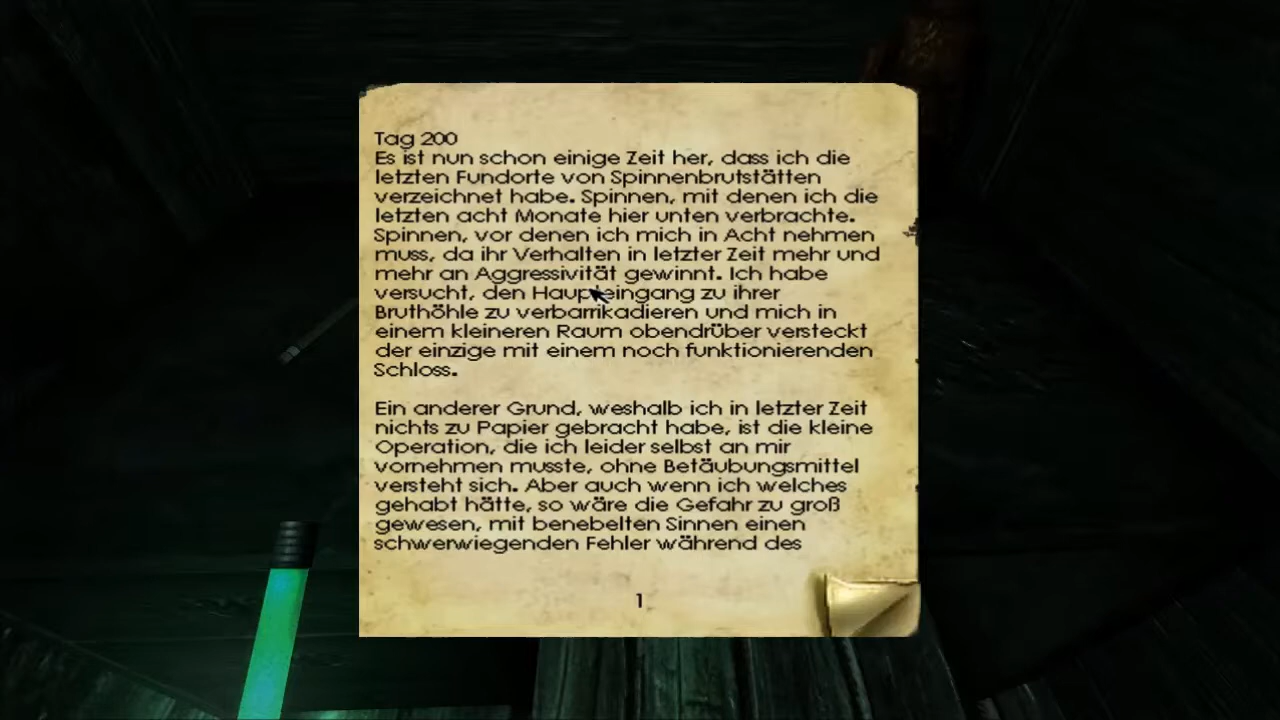 Tag 200
Es ist nun schon einige Zeit her, dass ich die
letzten Fundorte von Spinnenbrutstätten
verzeichnet habe. Spinnen, mit denen ich die
letzten acht Monate hier unten verbrachte.
Spinnen, vor denen ich mich in Acht nehmen
muss, da ihr Verhalten in letzter Zeit mehr und
mehr an Aggressivität gewinnt. Ich habe
versucht, den Haupteingang zu ihrer
Bruthöhle zu verbarrikadieren und mich in
einem kleineren Raum obendrüber versteckt
der einzige mit einem noch funktionierenden
Schloss.
Ein anderer Grund, weshalb ich in letzter Zeit
nichts zu Papier gebracht habe, ist die kleine
Operation, die ich leider selbst an mir
vornehmen musste, ohne Betäubungsmittel
versteht sich. Aber auch wenn ich welches
gehabt hätte, so wäre die Gefahr zu groß
gewesen, mit benebelten Sinnen einen
schwerwiegenden Fehler während des
1